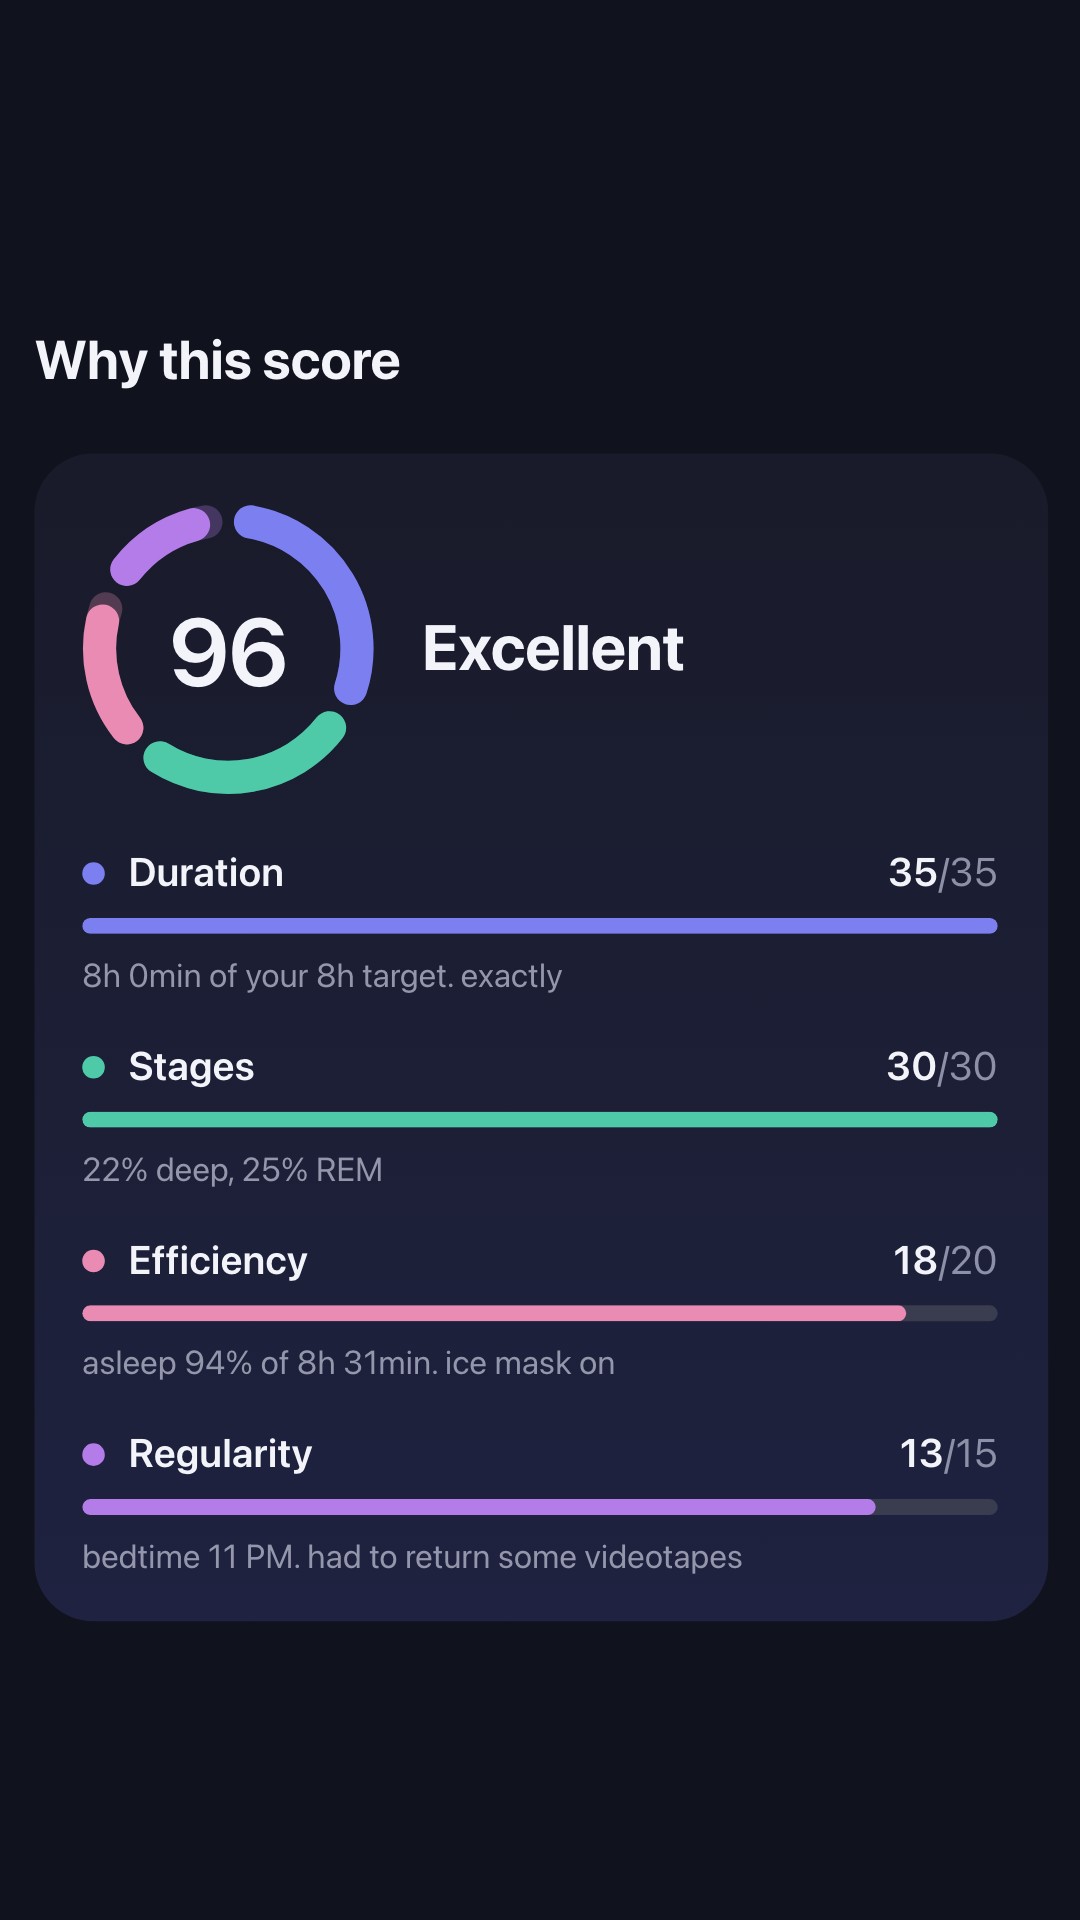 Why this score
96
Excellent
Duration 35/35
8h 0min of your 8h target. exactly
Stages 30/30
22% deep, 25% REM
Efficiency 18/20
asleep 94% of 8h 31min. ice mask on
Regularity 13/15
bedtime 11 PM. had to return some videotapes